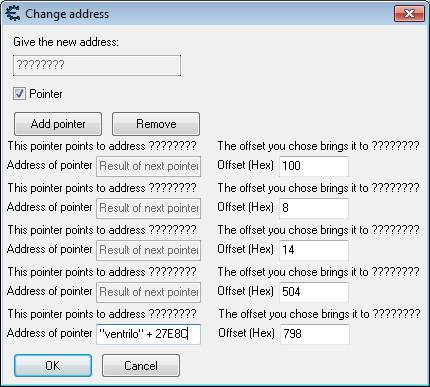 Change address
Give the new address:
????????
Pointer
Add pointer Remove
This pointer points to address ???????? The offset you chose brings it to ????????
Address of pointer Result of next pointer Offset (Hex) 100
This pointer points to address ???????? The offset you chose brings it to ????????
Address of pointer Result of next pointer Offset (Hex) 8
This pointer points to address ???????? The offset you chose brings it to ????????
Address of pointer Result of next pointer Offset (Hex) 14
This pointer points to address ???????? The offset you chose brings it to ????????
Address of pointer Result of next pointer Offset (Hex) 504
This pointer points to address ???????? The offset you chose brings it to ????????
Address of pointer "ventrilo" + 27E8C Offset (Hex) 798
OK Cancel